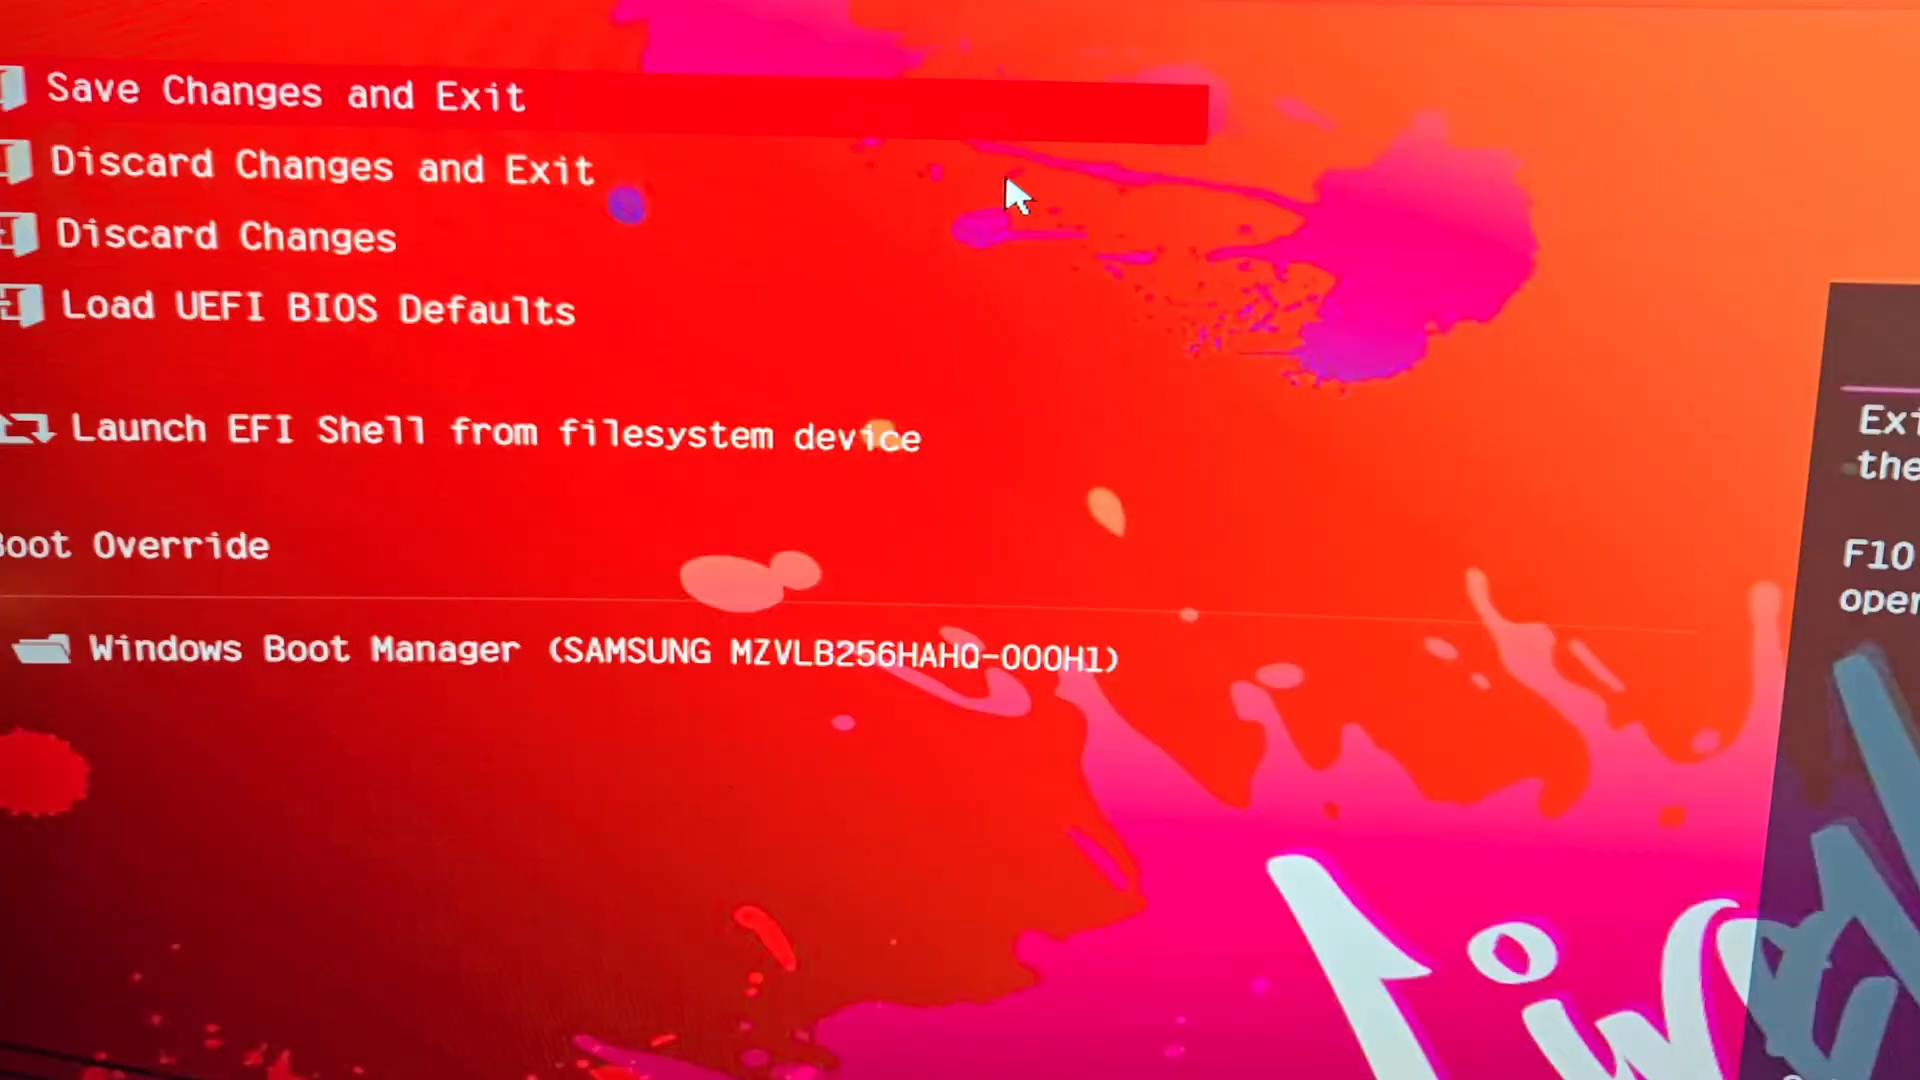 Save Changes and Exit
Discard Changes and Exit
Discard Changes
Load UEFI BIOS Defaults
Launch EFI Shell from filesystem device
Boot Override
Windows Boot Manager (SAMSUNG MZVLB256HAHQ-000H1)
the
F10